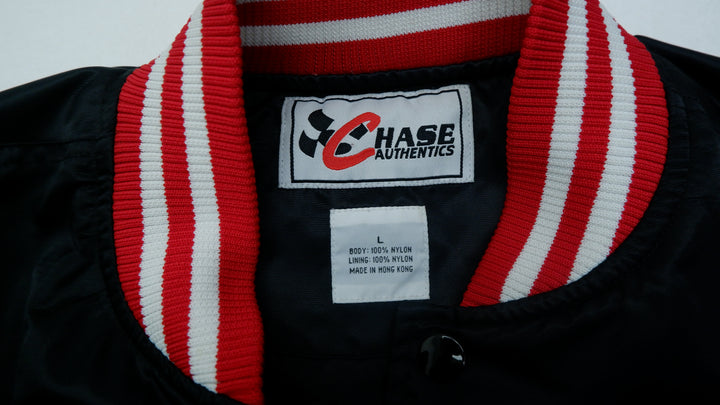 CHASE
AUTHENTICS
L
BODY: 100% NYLON
LINING: 100% NYLON
MADE IN HONG KONG